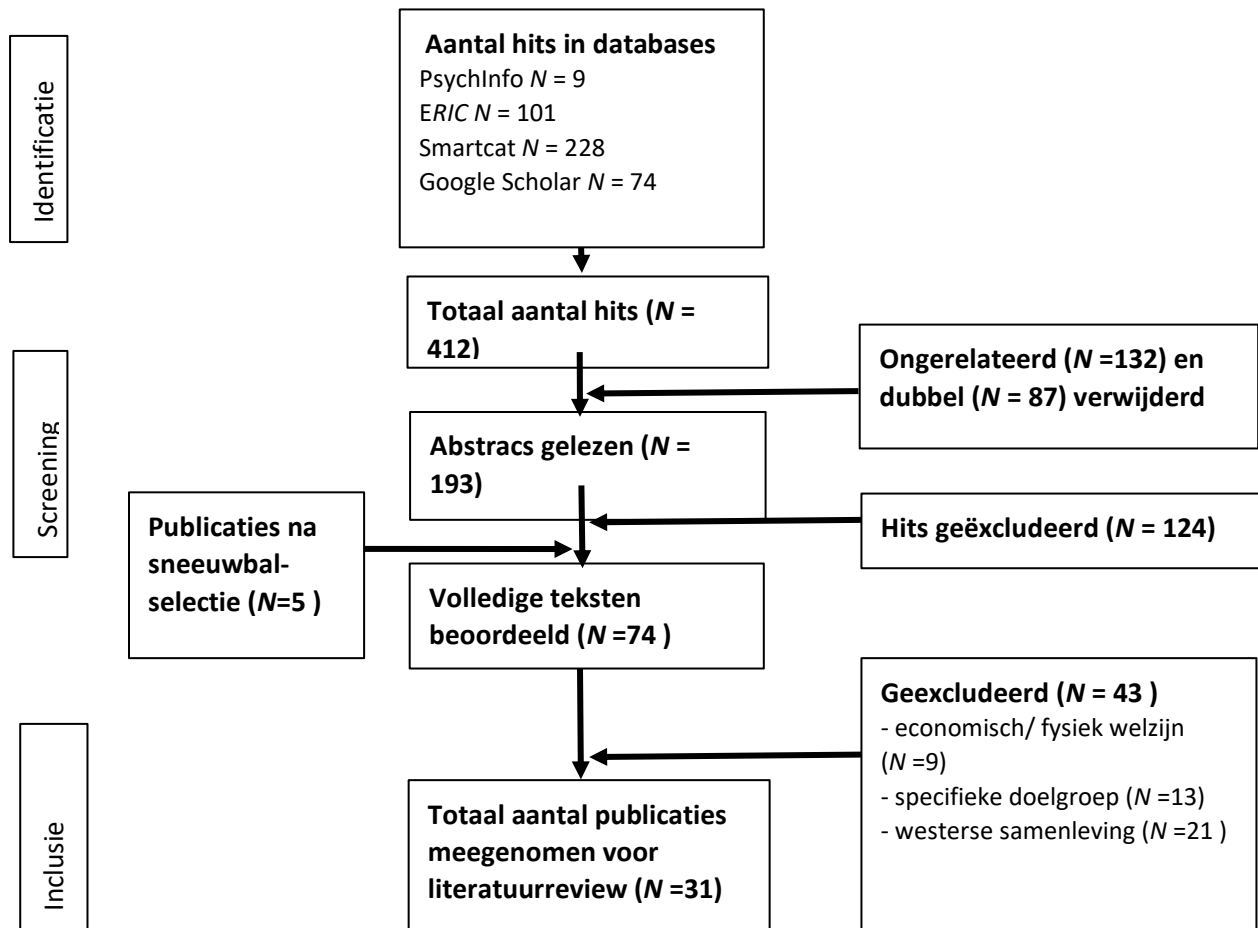 Identificatie
Aantal hits in databases
PsychInfo N = 9
ERIC N = 101
Smartcat N = 228
Google Scholar N = 74
Totaal aantal hits (N =
412)
Screening
Ongerelateerd (N =132) en
dubbel (N = 87) verwijderd
Abstracs gelezen (N =
193)
Hits geëxcludeerd (N = 124)
Publicaties na
sneeuwbal-
selectie (N=5 )
Volledige teksten
beoordeeld (N =74 )
Geexcludeerd (N = 43 )
- economisch/ fysiek welzijn
(N =9)
- specifieke doelgroep (N =13)
- westerse samenleving (N =21 )
Inclusie
Totaal aantal publicaties
meegenomen voor
literatuurreview (N =31)